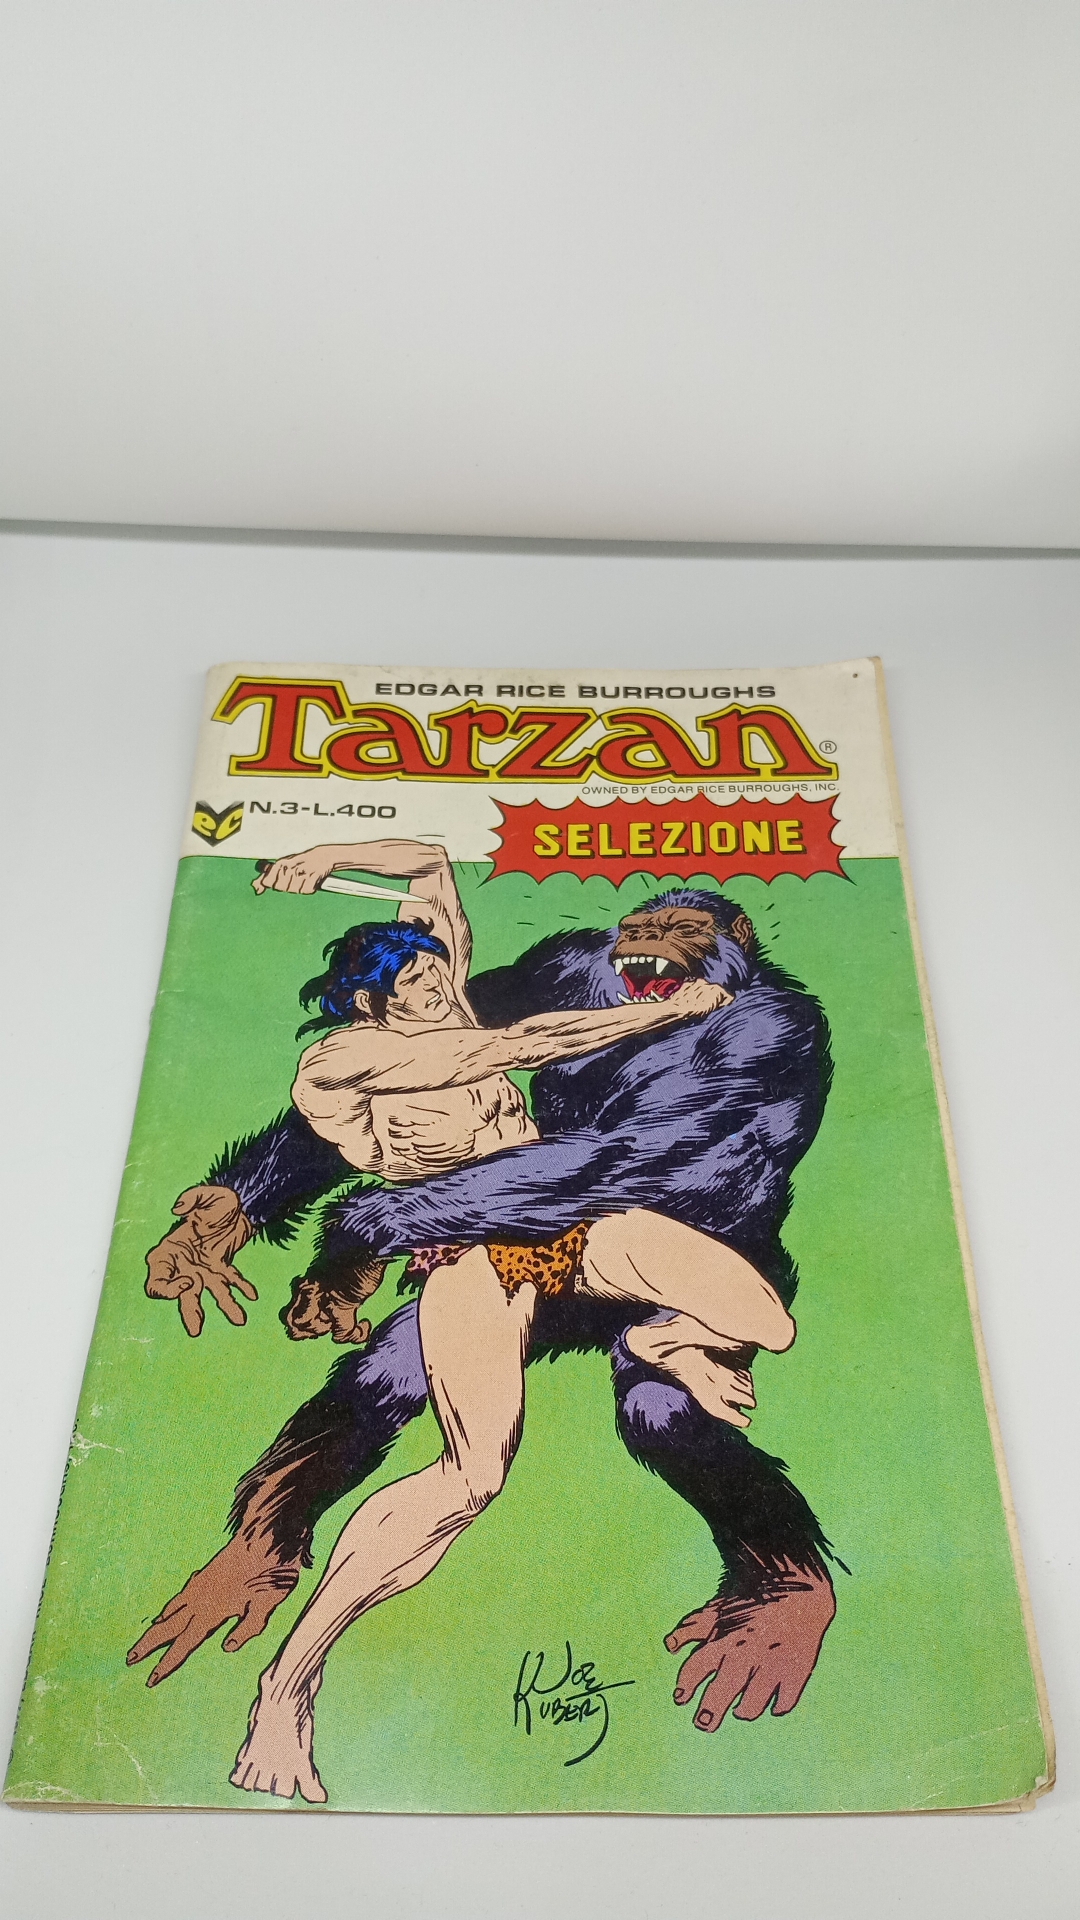 EDGAR RICE BURROUGHS
Tarzan®
OWNED BY EDGAR RICE BURROUGHS, INC.
ec
N.3-L.400
SELEZIONE
JOE
KUBERT